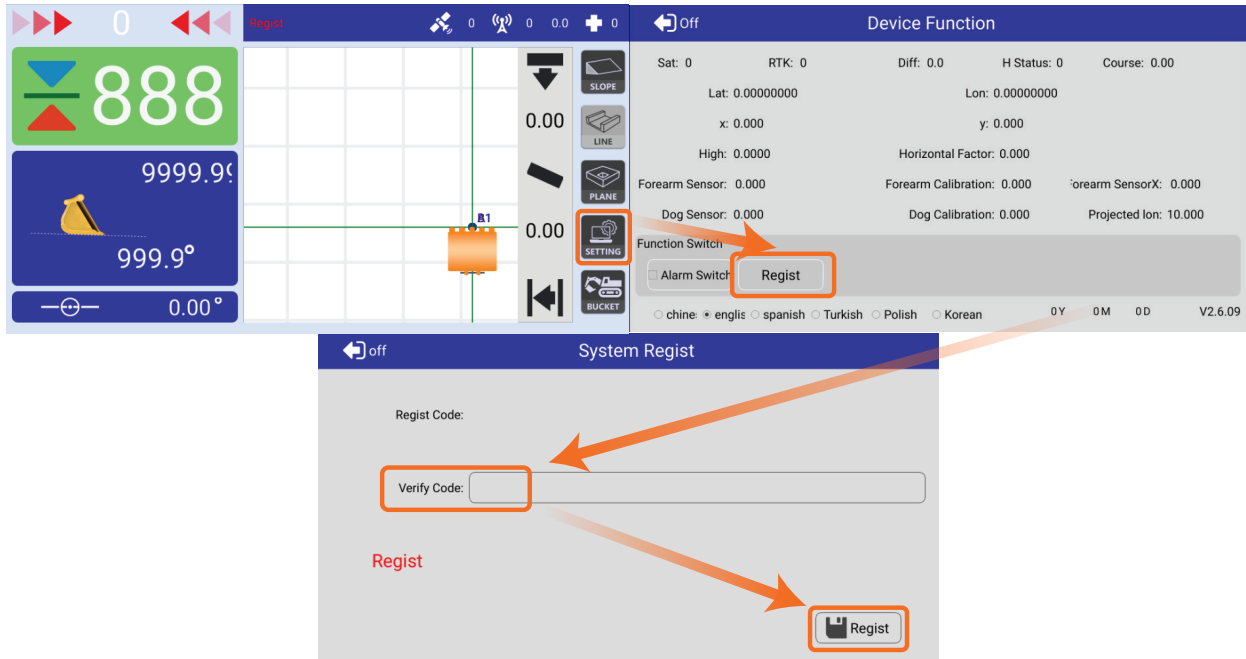 0
Regist
0
0
0.0
0
888
9999.99
999.9°
0.00°
B1
0.00
0.00
SLOPE
LINE
PLANE
SETTING
BUCKET
Off
Device Function
Sat: 0 RTK: 0 Diff: 0.0 H Status: 0 Course: 0.00
Lat: 0.00000000 Lon: 0.00000000
x: 0.000 y: 0.000
High: 0.0000 Horizontal Factor: 0.000
Forearm Sensor: 0.000 Forearm Calibration: 0.000 orearm SensorX: 0.000
Dog Sensor: 0.000 Dog Calibration: 0.000 Projected lon: 10.000
Function Switch
Alarm Switch Regist
chine englis spanish Turkish Polish Korean 0Y 0M 0D V2.6.09
off
System Regist
Regist Code:
Verify Code:
Regist
Regist